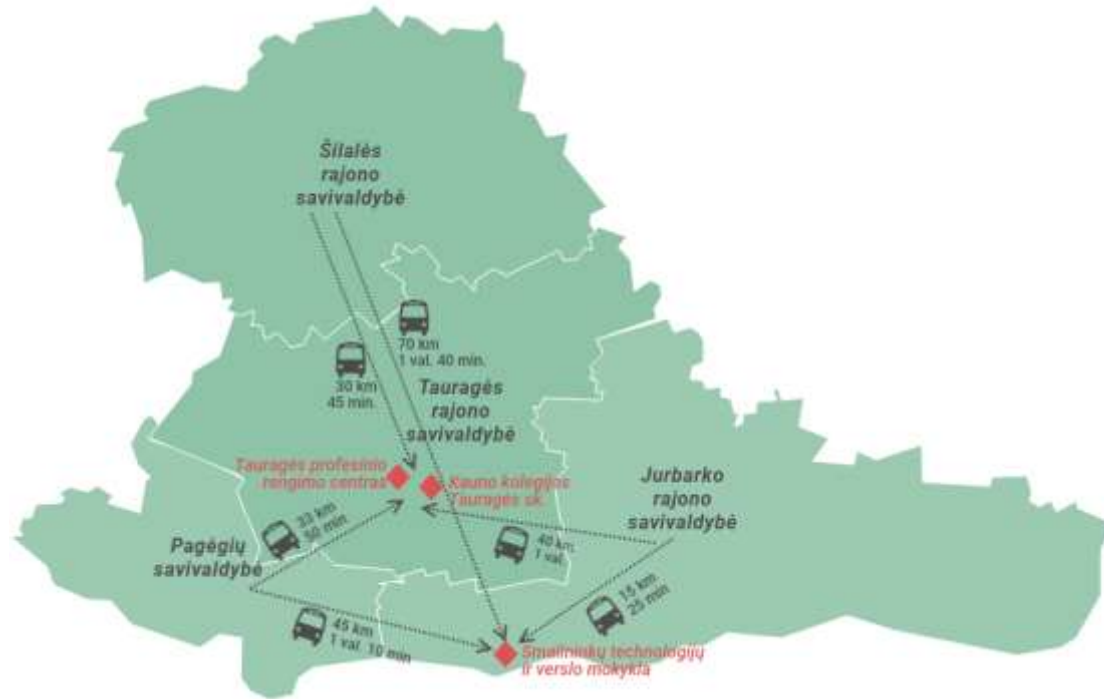 Šilalės
rajono
savivaldybė
70 km
1 val. 40 min.
30 km
45 min.
Tauragės
rajono
savivaldybė
Tauragės profesinio
rengimo centras
Kauno kolegijos
Tauragės sk.
Jurbarko
rajono
savivaldybė
33 km
50 min.
Pagėgių
savivaldybė
40 km
1 val.
15 km
25 min
45 km
1 val. 10 min
Smalininkų technologijų
ir verslo mokykla